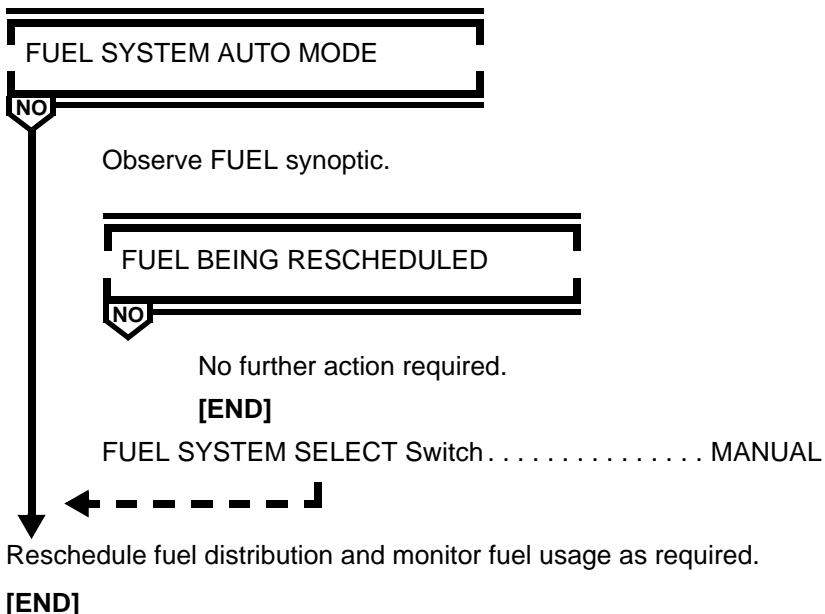 FUEL SYSTEM AUTO MODE
NO
Observe FUEL synoptic.
FUEL BEING RESCHEDULED
NO
No further action required.
[END]
FUEL SYSTEM SELECT Switch . . . . . . . . . . . . . . . MANUAL
Reschedule fuel distribution and monitor fuel usage as required.
[END]